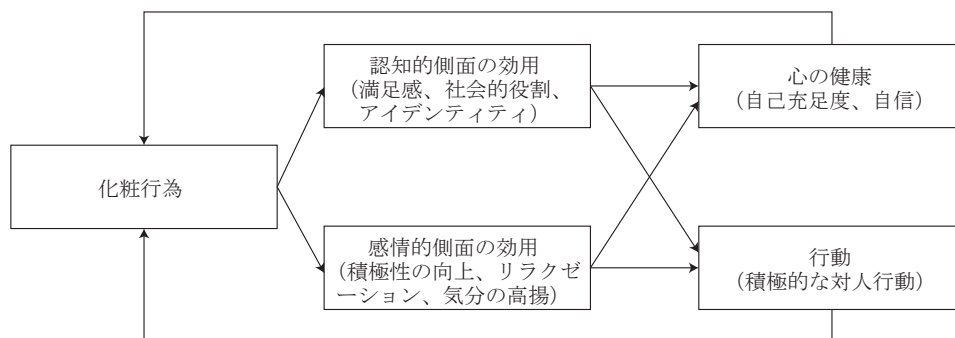 認知的側面の効用
（満足感、社会的役割、
アイデンティティ）
心の健康
（自己充足度、自信）
化粧行為
感情的側面の効用
（積極性の向上、リラクゼ
ーション、気分の高揚）
行動
（積極的な対人行動）